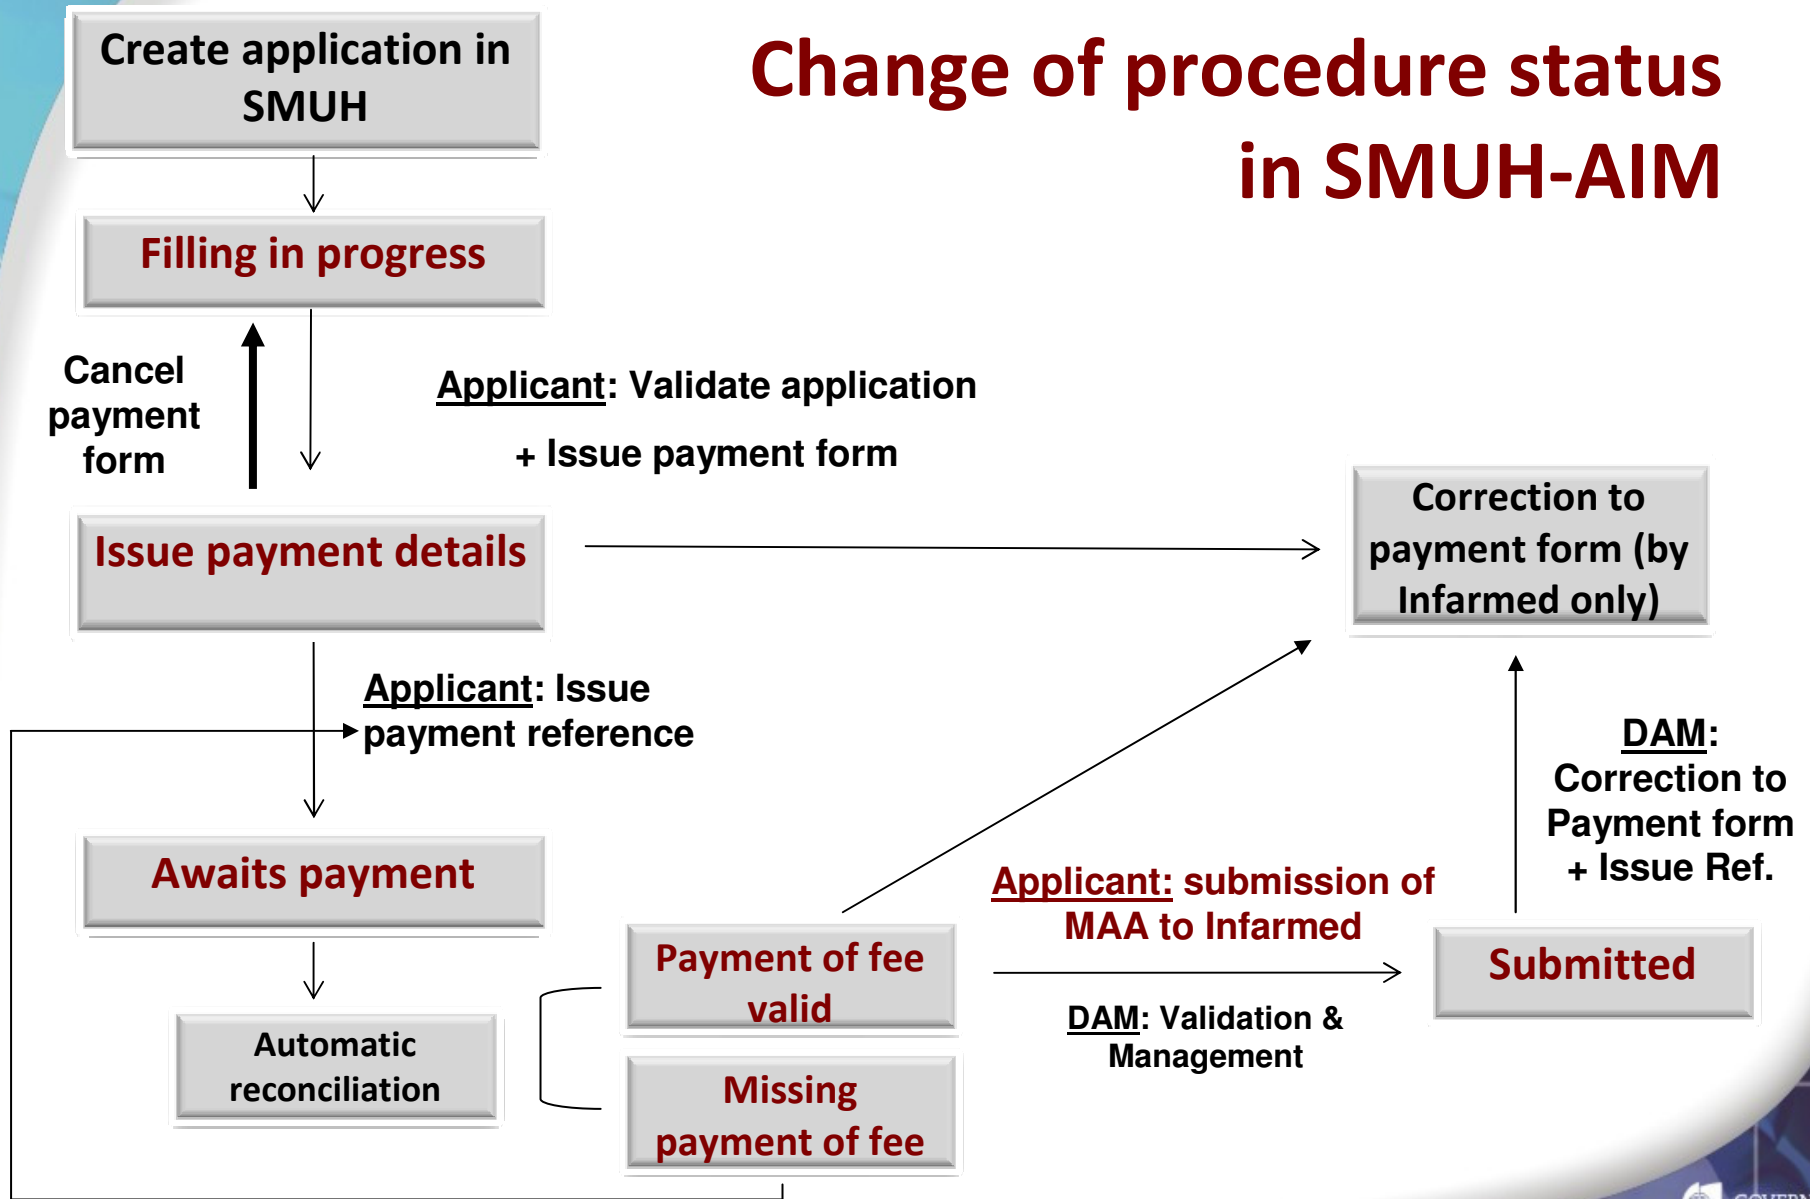 Create application in
SMUH
Change of procedure status
in SMUH-AIM
Filling in progress
Cancel
payment
form
Applicant: Validate application
+ Issue payment form
Issue payment details
Correction to
payment form (by
Infarmed only)
Applicant: Issue
payment reference
DAM:
Correction to
Payment form
+ Issue Ref.
Awaits payment
Automatic
reconciliation
Payment of fee
valid
Missing
payment of fee
Applicant: submission of
MAA to Infarmed
DAM: Validation &
Management
Submitted